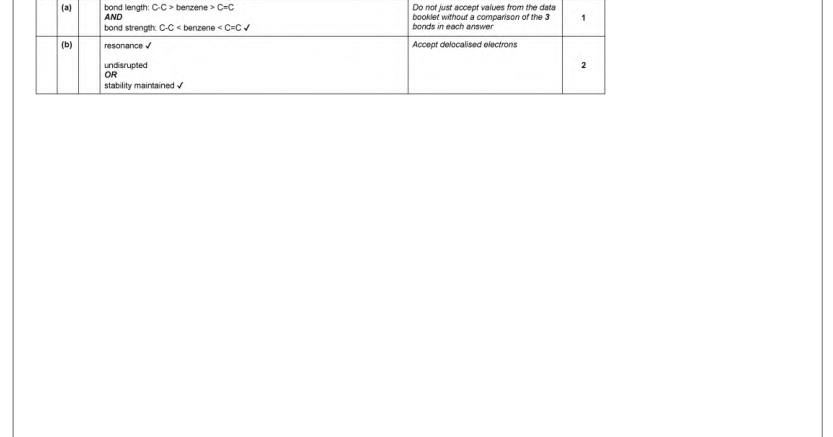 (a)
bond length: C-C > benzene > C=C
AND
bond strength: C-C < benzene < C=C ✓
Do not just accept values from the data
booklet without a comparison of the 3
bonds in each answer
1
(b)
resonance ✓
undisrupted
OR
stability maintained ✓
Accept delocalised electrons
2